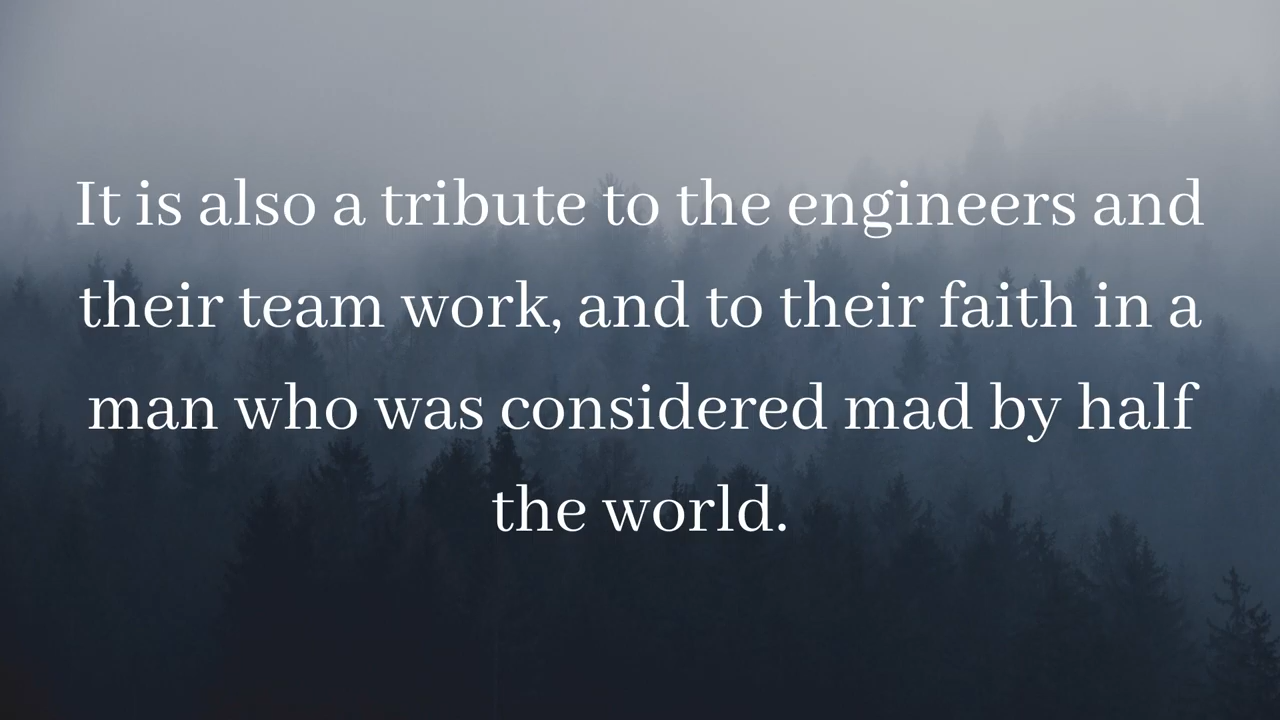 It is also a tribute to the engineers and
their team work, and to their faith in a
man who was considered mad by half
the world.